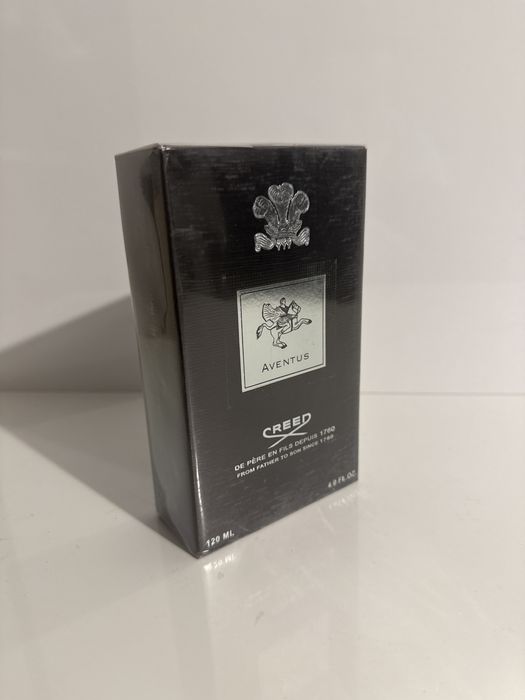 AVENTUS
CREED
DE PÈRE EN FILS DEPUIS 1760
FROM FATHER TO SON SINCE 1760
120 ML
4.0 FL.OZ.